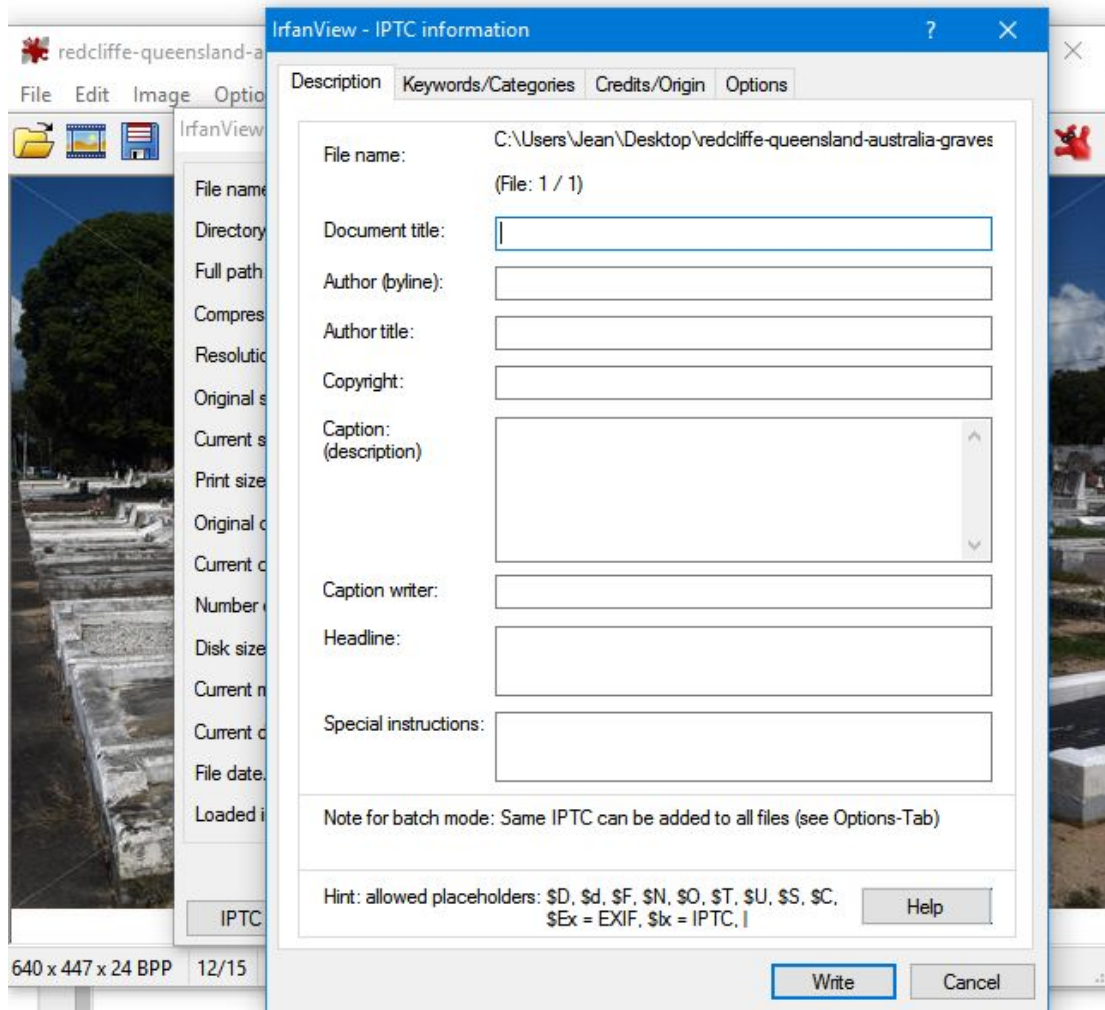 IrfanView - IPTC information
?
redcliffe-queensland-a
File Edit Image Optio
IrfanView
File name
Directory
Full path
Compres
Resolutio
Original s
Current s
Print size
Original c
Current c
Number
Disk size
Current m
Current d
File date.
Loaded i
IPTC
640 x 447 x 24 BPP 12/15
Description Keywords/Categories Credits/Origin Options
File name: C:\Users\Jean\Desktop\redcliffe-queensland-australia-graves
(File: 1 / 1)
Document title:
Author (byline):
Author title:
Copyright:
Caption:
(description)
Caption writer:
Headline:
Special instructions:
Note for batch mode: Same IPTC can be added to all files (see Options-Tab)
Hint: allowed placeholders: $D, $d, $F, $N, $O, $T, $U, $S, $C,
$Ex = EXIF, $Ix = IPTC, |
Help
Write Cancel